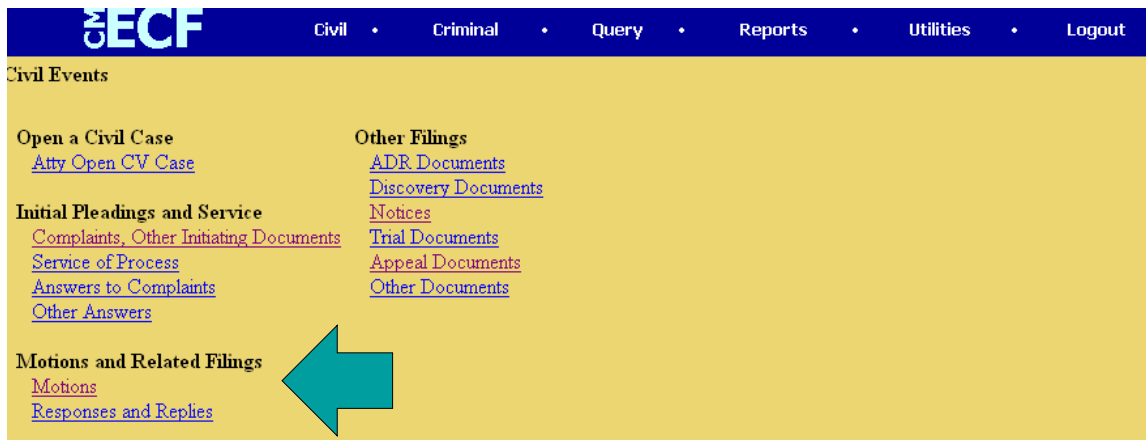 CM ECF Civil • Criminal • Query • Reports • Utilities • Logout
Civil Events
Open a Civil Case
Atty Open CV Case
Initial Pleadings and Service
Complaints, Other Initiating Documents
Service of Process
Answers to Complaints
Other Answers
Motions and Related Filings
Motions
Responses and Replies
Other Filings
ADR Documents
Discovery Documents
Notices
Trial Documents
Appeal Documents
Other Documents